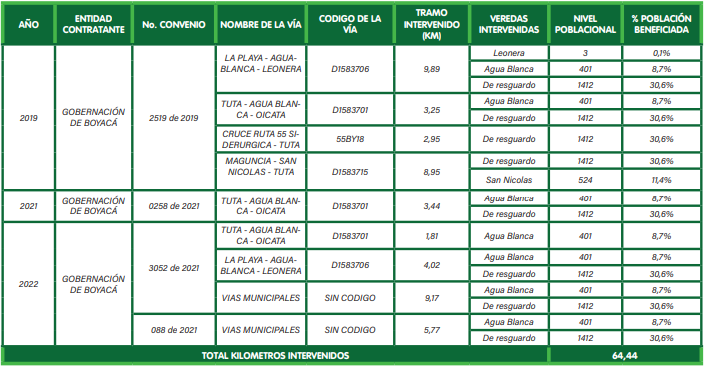 AÑO ENTIDAD CONTRATANTE No. CONVENIO NOMBRE DE LA VÍA CODIGO DE LA VÍA TRAMO INTERVENIDO (KM) VEREDAS INTERVENIDAS NIVEL POBLACIONAL % POBLACIÓN BENEFICIADA
2019 GOBERNACIÓN DE BOYACÁ 2519 de 2019
LA PLAYA - AGUA-
BLANCA - LEONERA D1583706 9,89
Leonera 3 0,1%
Agua Blanca 401 8,7%
De resguardo 1412 30,6%
TUTA - AGUA BLAN-
CA - OICATA D1583701 3,25
Agua Blanca 401 8,7%
De resguardo 1412 30,6%
CRUCE RUTA 55 SI-
DERURGICA - TUTA 55BY18 2,95
De resguardo 1412 30,6%
MAGUNCIA - SAN
NICOLAS - TUTA D1583715 8,95
De resguardo 1412 30,6%
San Nicolas 524 11,4%
2021 GOBERNACIÓN DE BOYACÁ 0258 de 2021
TUTA - AGUA BLAN-
CA - OICATA D1583701 3,44
Agua Blanca 401 8,7%
De resguardo 1412 30,6%
2022 GOBERNACIÓN DE BOYACÁ 3052 de 2021
TUTA - AGUA BLAN-
CA - OICATA D1583701 1,81
Agua Blanca 401 8,7%
LA PLAYA - AGUA-
BLANCA - LEONERA D1583706 4,02
Agua Blanca 401 8,7%
De resguardo 1412 30,6%
VIAS MUNICIPALES SIN CODIGO 9,17
Agua Blanca 401 8,7%
De resguardo 1412 30,6%
088 de 2021 VIAS MUNICIPALES SIN CODIGO 5,77
Agua Blanca 401 8,7%
De resguardo 1412 30,6%
TOTAL KILOMETROS INTERVENIDOS 64,44